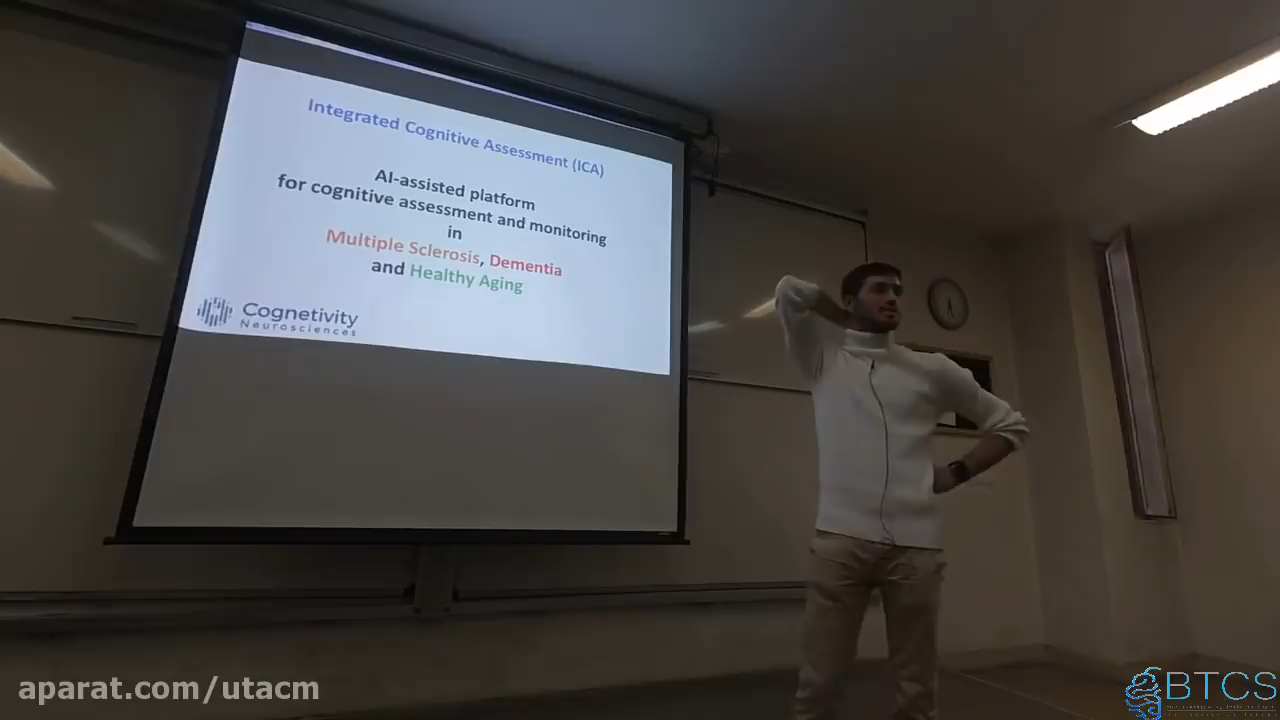 Integrated Cognitive Assessment (ICA)
AI-assisted platform
for cognitive assessment and monitoring
in
Multiple Sclerosis, Dementia
and Healthy Aging
Cognetivity
Neurosciences
aparat.com/utacm
BTCS